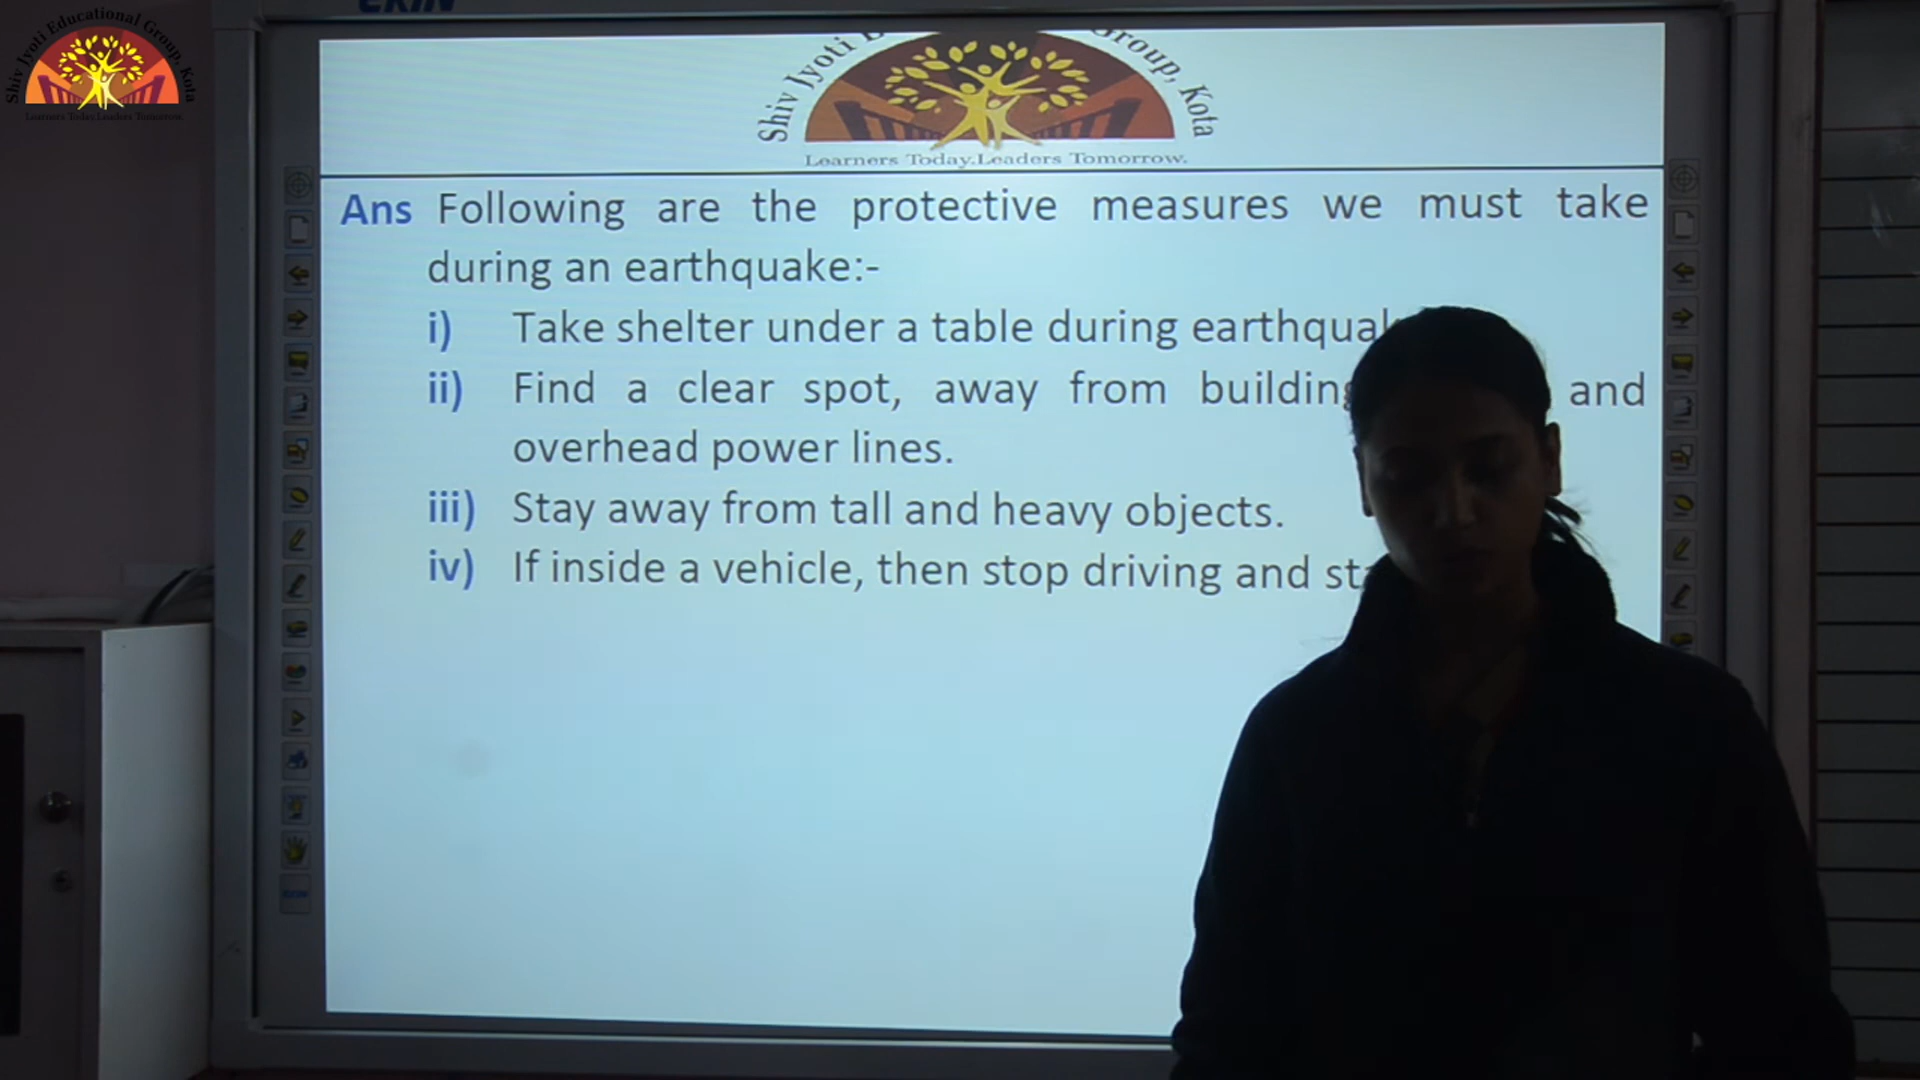 Shiv Jyoti Educational Group, Kota
Learners Today.Leaders Tomorrow.
Shiv Jyoti Group, Kota
Learners Today.Leaders Tomorrow.
Ans Following are the protective measures we must take
during an earthquake:-
i) Take shelter under a table during
ii) Find a clear spot, away from and
overhead power lines.
iii) Stay away from tall and heavy objects.
iv) If inside a vehicle, then stop driving and